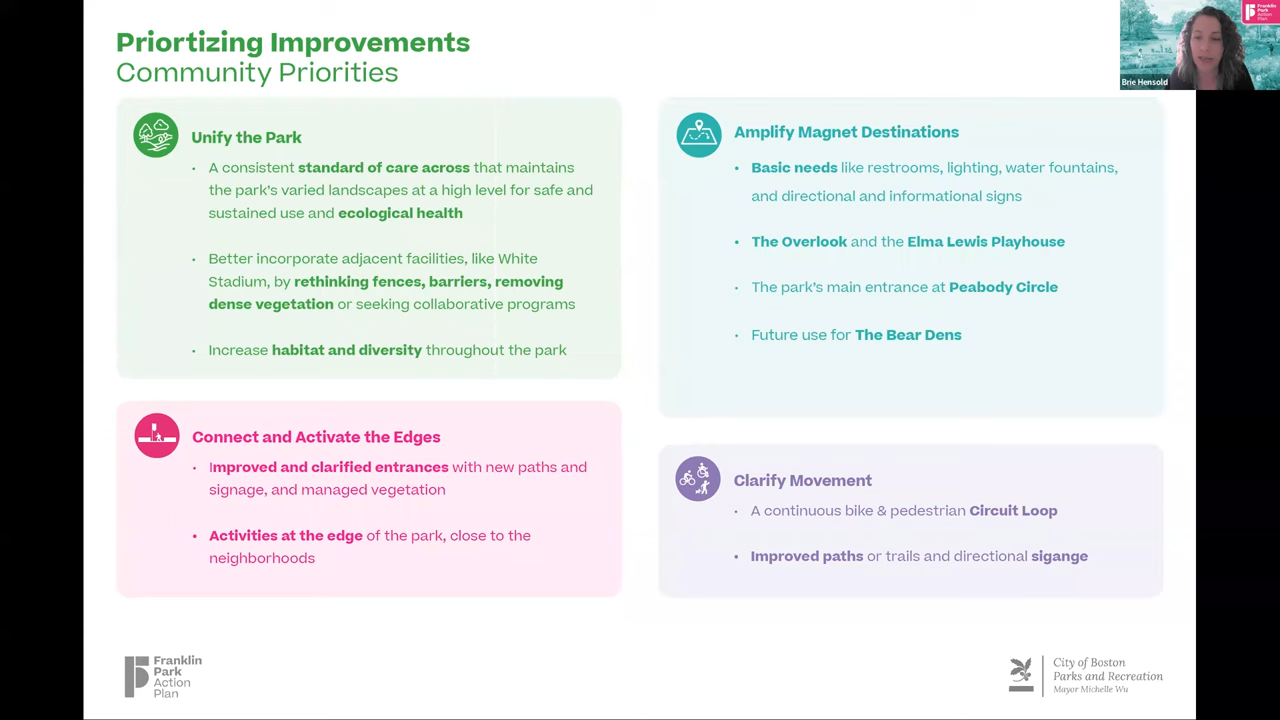 Priortizing Improvements
Community Priorities
Unify the Park
· A consistent standard of care across that maintains
the park's varied landscapes at a high level for safe and
sustained use and ecological health
· Better incorporate adjacent facilities, like White
Stadium, by rethinking fences, barriers, removing
dense vegetation or seeking collaborative programs
· Increase habitat and diversity throughout the park
Connect and Activate the Edges
· Improved and clarified entrances with new paths and
signage, and managed vegetation
· Activities at the edge of the park, close to the
neighborhoods
Amplify Magnet Destinations
· Basic needs like restrooms, lighting, water fountains,
and directional and informational signs
· The Overlook and the Elma Lewis Playhouse
· The park's main entrance at Peabody Circle
· Future use for The Bear Dens
Clarify Movement
· A continuous bike & pedestrian Circuit Loop
· Improved paths or trails and directional sigange
Franklin
Park
Action
Plan
City of Boston
Parks and Recreation
Mayor Michelle Wu
Brie Hensold
Franklin
Park
Action
Plan